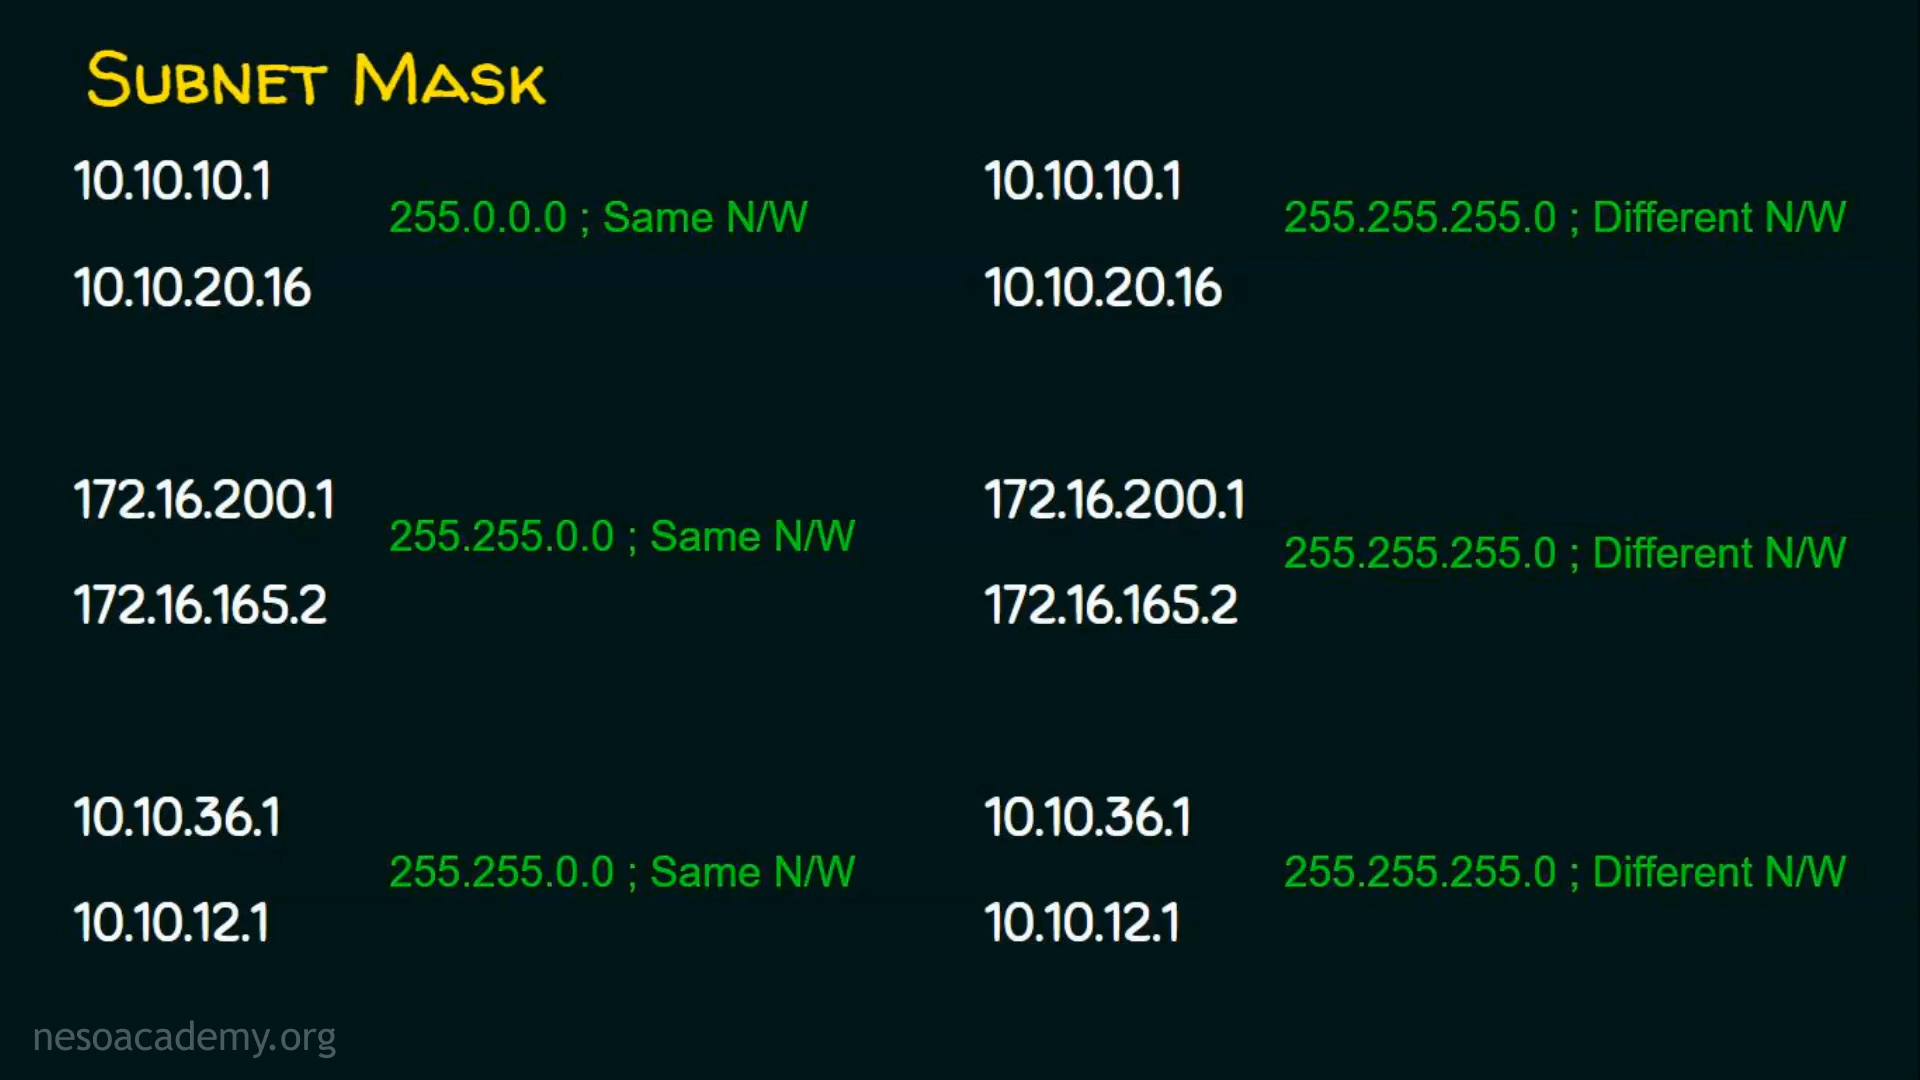 Subnet Mask
10.10.10.1
255.0.0.0 ; Same N/W
10.10.20.16
10.10.10.1
255.255.255.0 ; Different N/W
10.10.20.16
172.16.200.1
255.255.0.0 ; Same N/W
172.16.165.2
172.16.200.1
255.255.255.0 ; Different N/W
172.16.165.2
10.10.36.1
255.255.0.0 ; Same N/W
10.10.12.1
10.10.36.1
255.255.255.0 ; Different N/W
10.10.12.1
nesoacademy.org